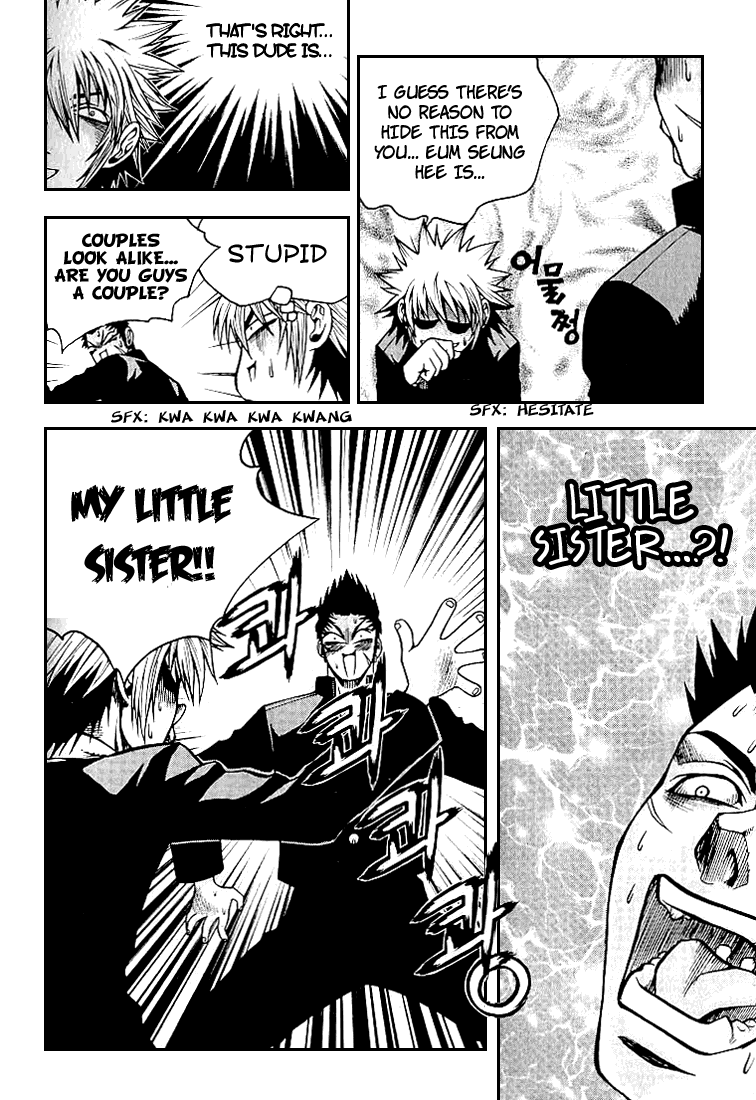 THAT'S RIGHT...
THIS DUDE IS...
I GUESS THERE'S
NO REASON TO
HIDE THIS FROM
YOU... EUM SEUNG
HEE IS...
어물쩡
SFX: HESITATE
COUPLES
LOOK ALIKE...
ARE YOU GUYS
A COUPLE?
STUPID
SFX: KWA KWA KWA KWANG
MY LITTLE
SISTER!!
콰
콰
콰
쾅
LITTLE
SISTER...?!